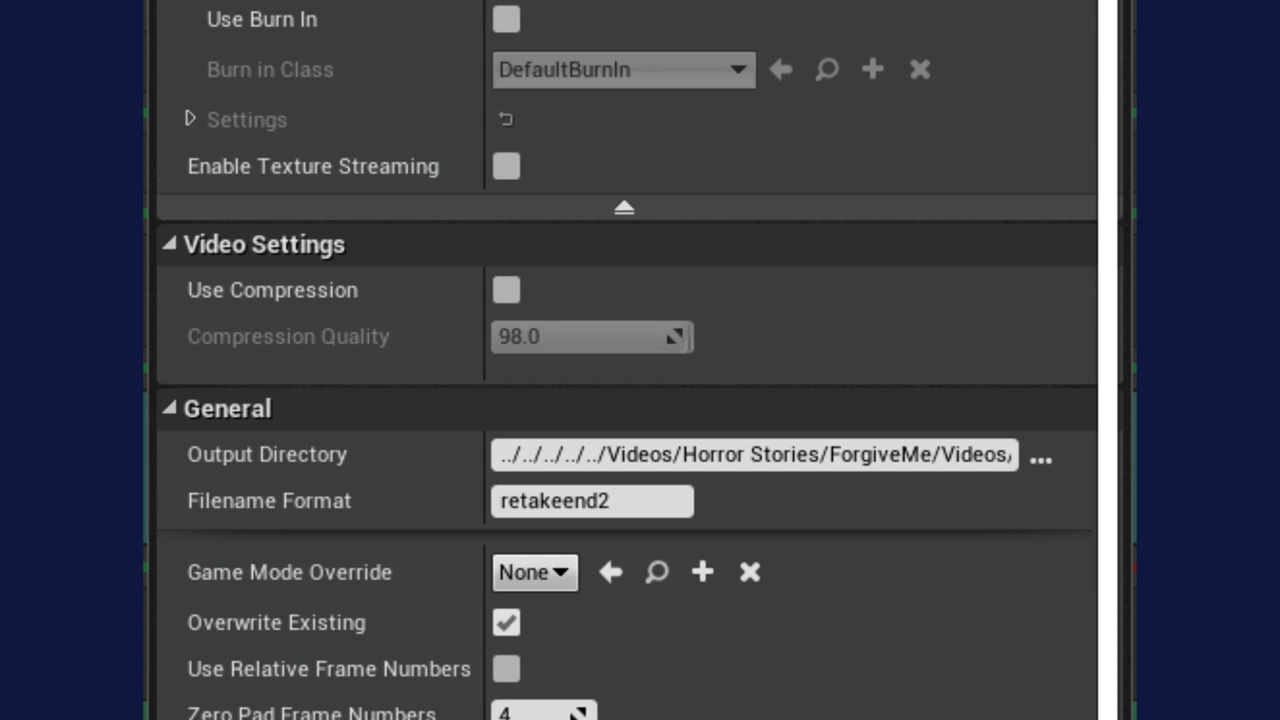 Use Burn In
Burn in Class DefaultBurnIn
Settings
Enable Texture Streaming
Video Settings
Use Compression
Compression Quality 98.0
General
Output Directory ../../../../../Videos/Horror Stories/ForgiveMe/Videos/
Filename Format retakeend2
Game Mode Override None
Overwrite Existing
Use Relative Frame Numbers
Zero Pad Frame Numbers 4